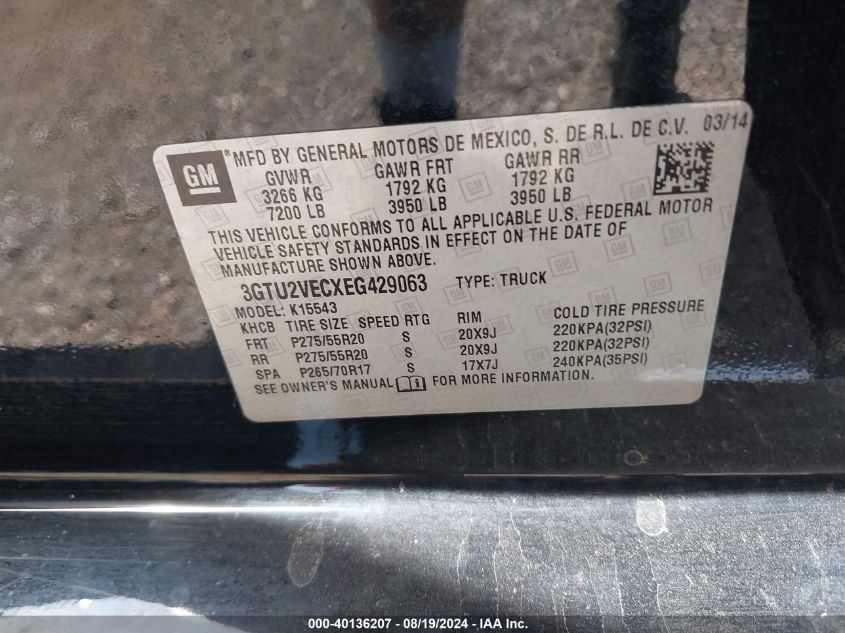 GM
® MFD BY GENERAL MOTORS DE MEXICO, S. DE R.L. DE C.V. 03/14
GVWR GAWR FRT GAWR RR
3266 KG 1792 KG 1792 KG
7200 LB 3950 LB 3950 LB
THIS VEHICLE CONFORMS TO ALL APPLICABLE U.S. FEDERAL MOTOR
VEHICLE SAFETY STANDARDS IN EFFECT ON THE DATE OF
MANUFACTURE SHOWN ABOVE.
3GTU2VECXEG429063 TYPE: TRUCK
MODEL: K15543
KHCB TIRE SIZE SPEED RTG RIM COLD TIRE PRESSURE
FRT P275/55R20 S 20X9J 220KPA(32PSI)
RR P275/55R20 S 20X9J 220KPA(32PSI)
SPA P265/70R17 S 17X7J 240KPA(35PSI)
SEE OWNER'S MANUAL FOR MORE INFORMATION.
000-40136207 - 08/19/2024 - IAA Inc.